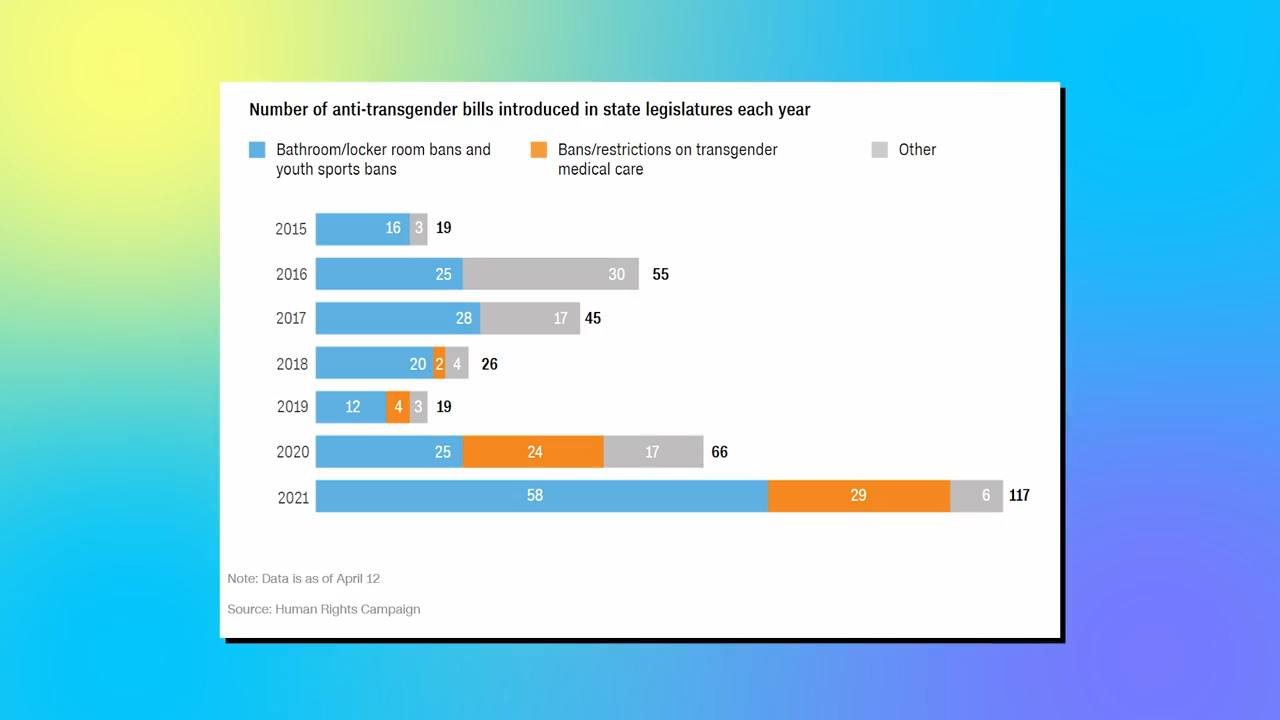 Number of anti-transgender bills introduced in state legislatures each year
Bathroom/locker room bans and
youth sports bans
Bans/restrictions on transgender
medical care
Other
2015 16 3 19
2016 25 30 55
2017 28 17 45
2018 20 2 4 26
2019 12 4 3 19
2020 25 24 17 66
2021 58 29 6 117
Note: Data is as of April 12
Source: Human Rights Campaign